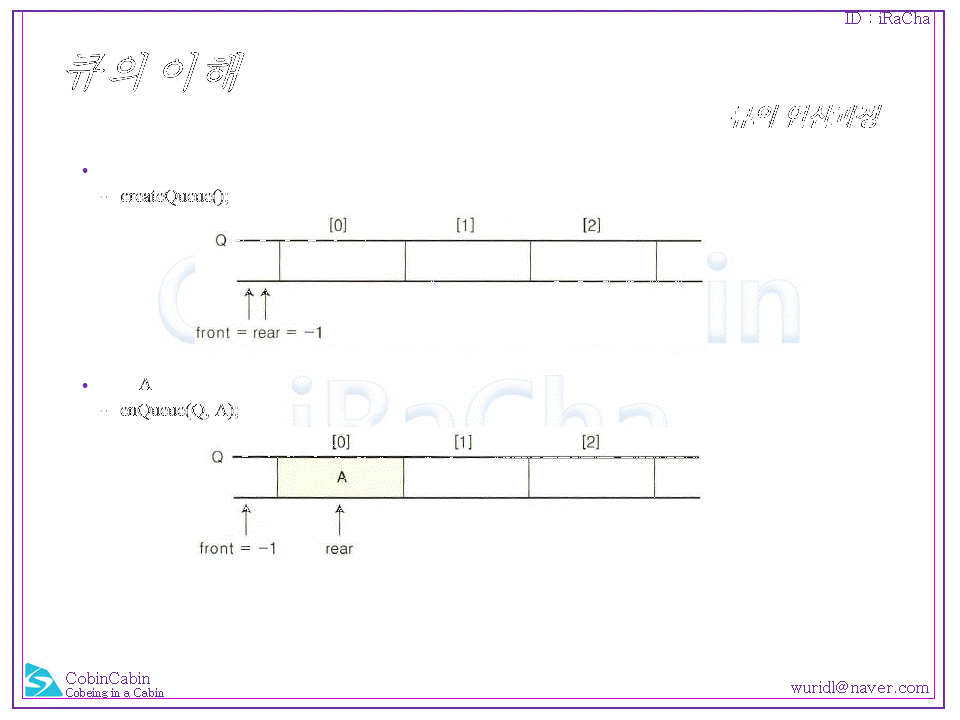 ID : iRaCha
큐의 이해
큐의 연산과정
•
– createQueue();
[0] [1] [2]
Q
front = rear = −1
• A
– enQueue(Q, A);
[0] [1] [2]
Q
A
front = −1 rear
iRaCha
CobinCabin
Cobeing in a Cabin
wuridl@naver.com